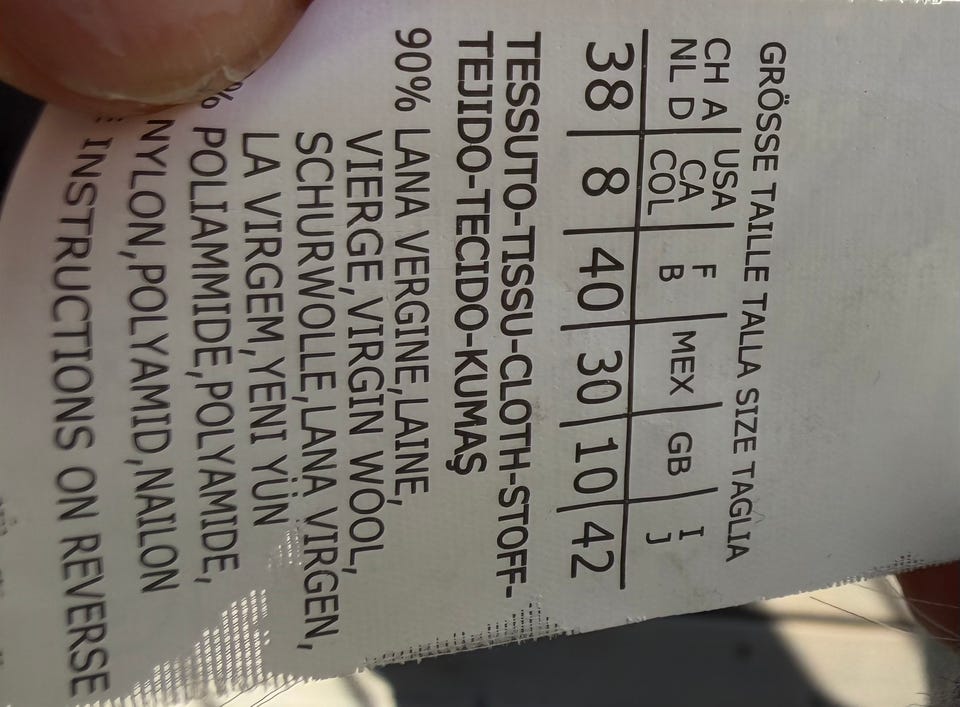 GRÖSSE TAILLE TALLA SIZE TAGLIA
CH A | USA | F | MEX | GB | I
NL D | CA | B | J
COL
38 | 8 | 40 | 30 | 10 | 42
TESSUTO-TISSU-CLOTH-STOFF-
TEJIDO-TECIDO-KUMAŞ
90% LANA VERGINE,LAINE,
VIERGE,VIRGIN WOOL,
SCHURWOLLE,LANA VIRGEN,
LA VIRGEM,YENI YÜN
% POLIAMMIDE,POLYAMIDE,
NYLON,POLYAMID,NAILON
INSTRUCTIONS ON REVERSE